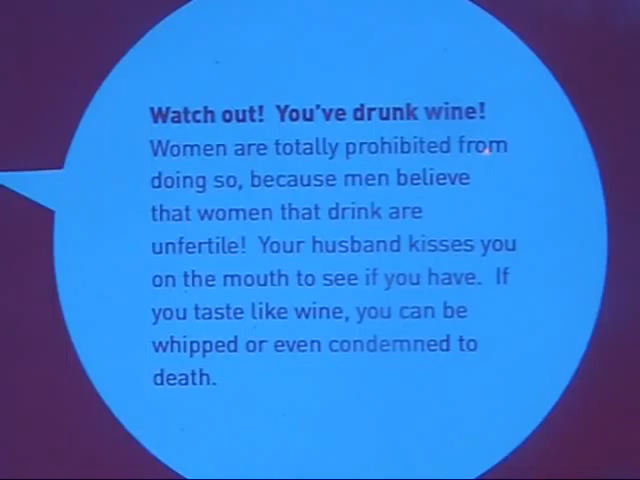 Watch out! You've drunk wine!
Women are totally prohibited from
doing so, because men believe
that women that drink are
unfertile! Your husband kisses you
on the mouth to see if you have. If
you taste like wine, you can be
whipped or even condemned to
death.